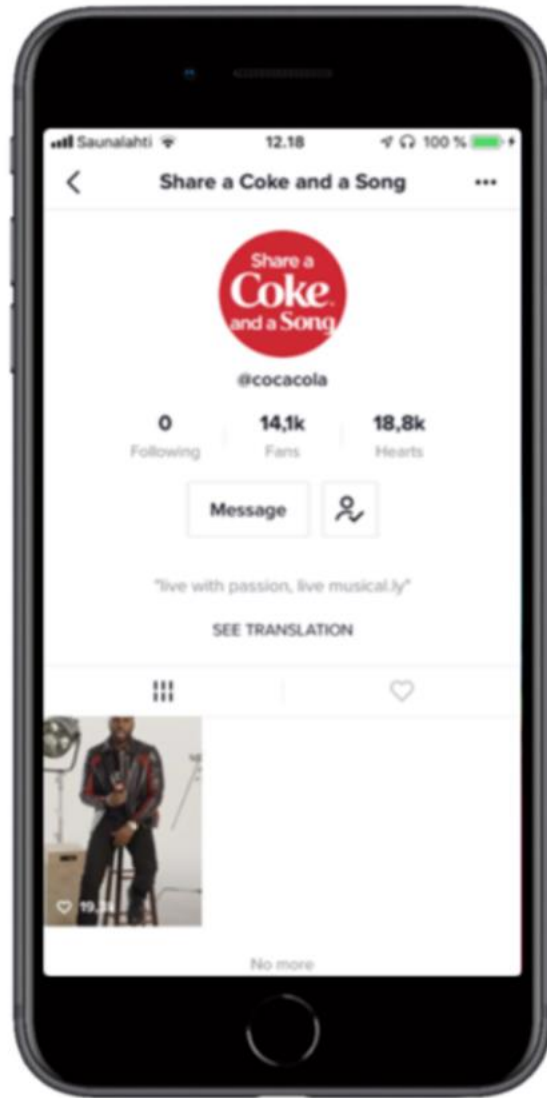 Saunalahti 12.18 100 %
Share a Coke and a Song
Share a
Coke
and a Song
@cocacola
0 14,1k 18,8k
Following Fans Hearts
Message
"live with passion, live musical.ly"
SEE TRANSLATION
No more